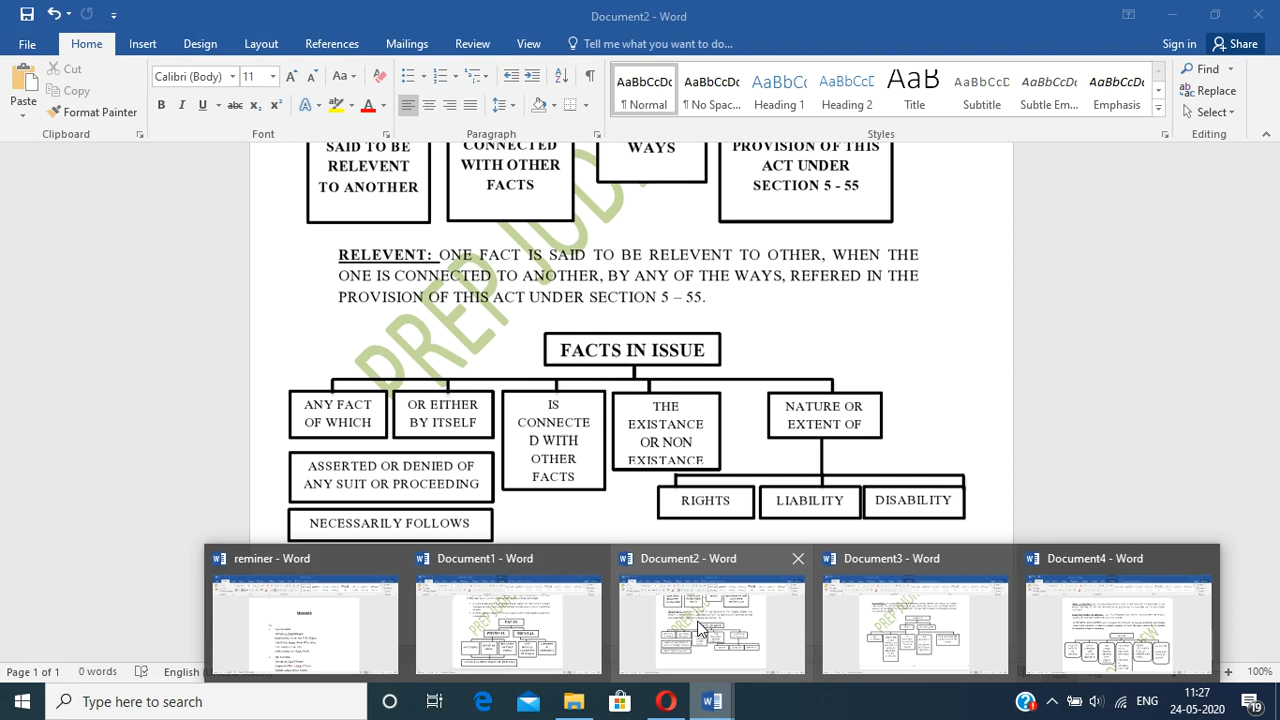 Document2 - Word
File Home Insert Design Layout References Mailings Review View Tell me what you want to do... Sign in Share
Paste Cut Copy Format Painter
Calibri (Body) 11
AaBbCcDc AaBbCcDc AaBbCc AaBbCcD AaB AaBbCcD AaBbCcDc AaBbCcDc
¶ Normal ¶ No Spac... Heading 1 Heading 2 Title Subtitle Subtle Em... Emphasis
Find
Replace
Select
Clipboard Font Paragraph Styles Editing
SAID TO BE
RELEVENT
TO ANOTHER
CONNECTED
WITH OTHER
FACTS
WAYS
PROVISION OF THIS
ACT UNDER
SECTION 5 - 55
RELEVENT: ONE FACT IS SAID TO BE RELEVENT TO OTHER, WHEN THE
ONE IS CONNECTED TO ANOTHER, BY ANY OF THE WAYS, REFERED IN THE
PROVISION OF THIS ACT UNDER SECTION 5 – 55.
PREP
FACTS IN ISSUE
ANY FACT
OF WHICH
OR EITHER
BY ITSELF
IS
CONNECTE
D WITH
OTHER
FACTS
THE
EXISTANCE
OR NON
EXISTANCE
NATURE OR
EXTENT OF
ASSERTED OR DENIED OF
ANY SUIT OR PROCEEDING
NECESSARILY FOLLOWS
RIGHTS
LIABILITY
DISABILITY
reminer - Word
Document1 - Word
Document2 - Word
Document3 - Word
Document4 - Word
Page 1 of 1 0 words 100%
Type here to search
ENG
11:27
24-05-2020
19